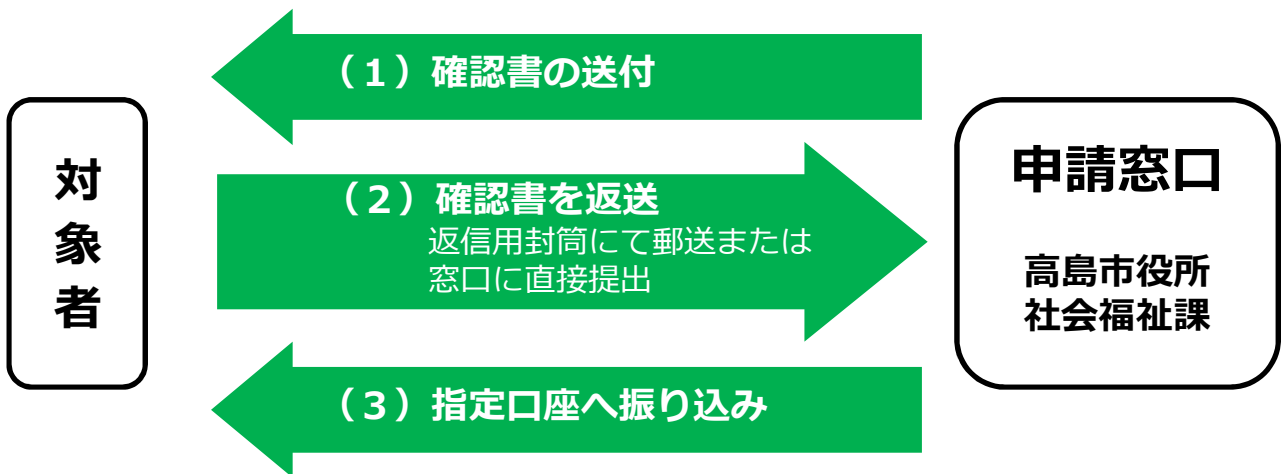 対象者
（１）確認書の送付
（２）確認書を返送
返信用封筒にて郵送または
窓口に直接提出
（３）指定口座へ振り込み
申請窓口
高島市役所
社会福祉課